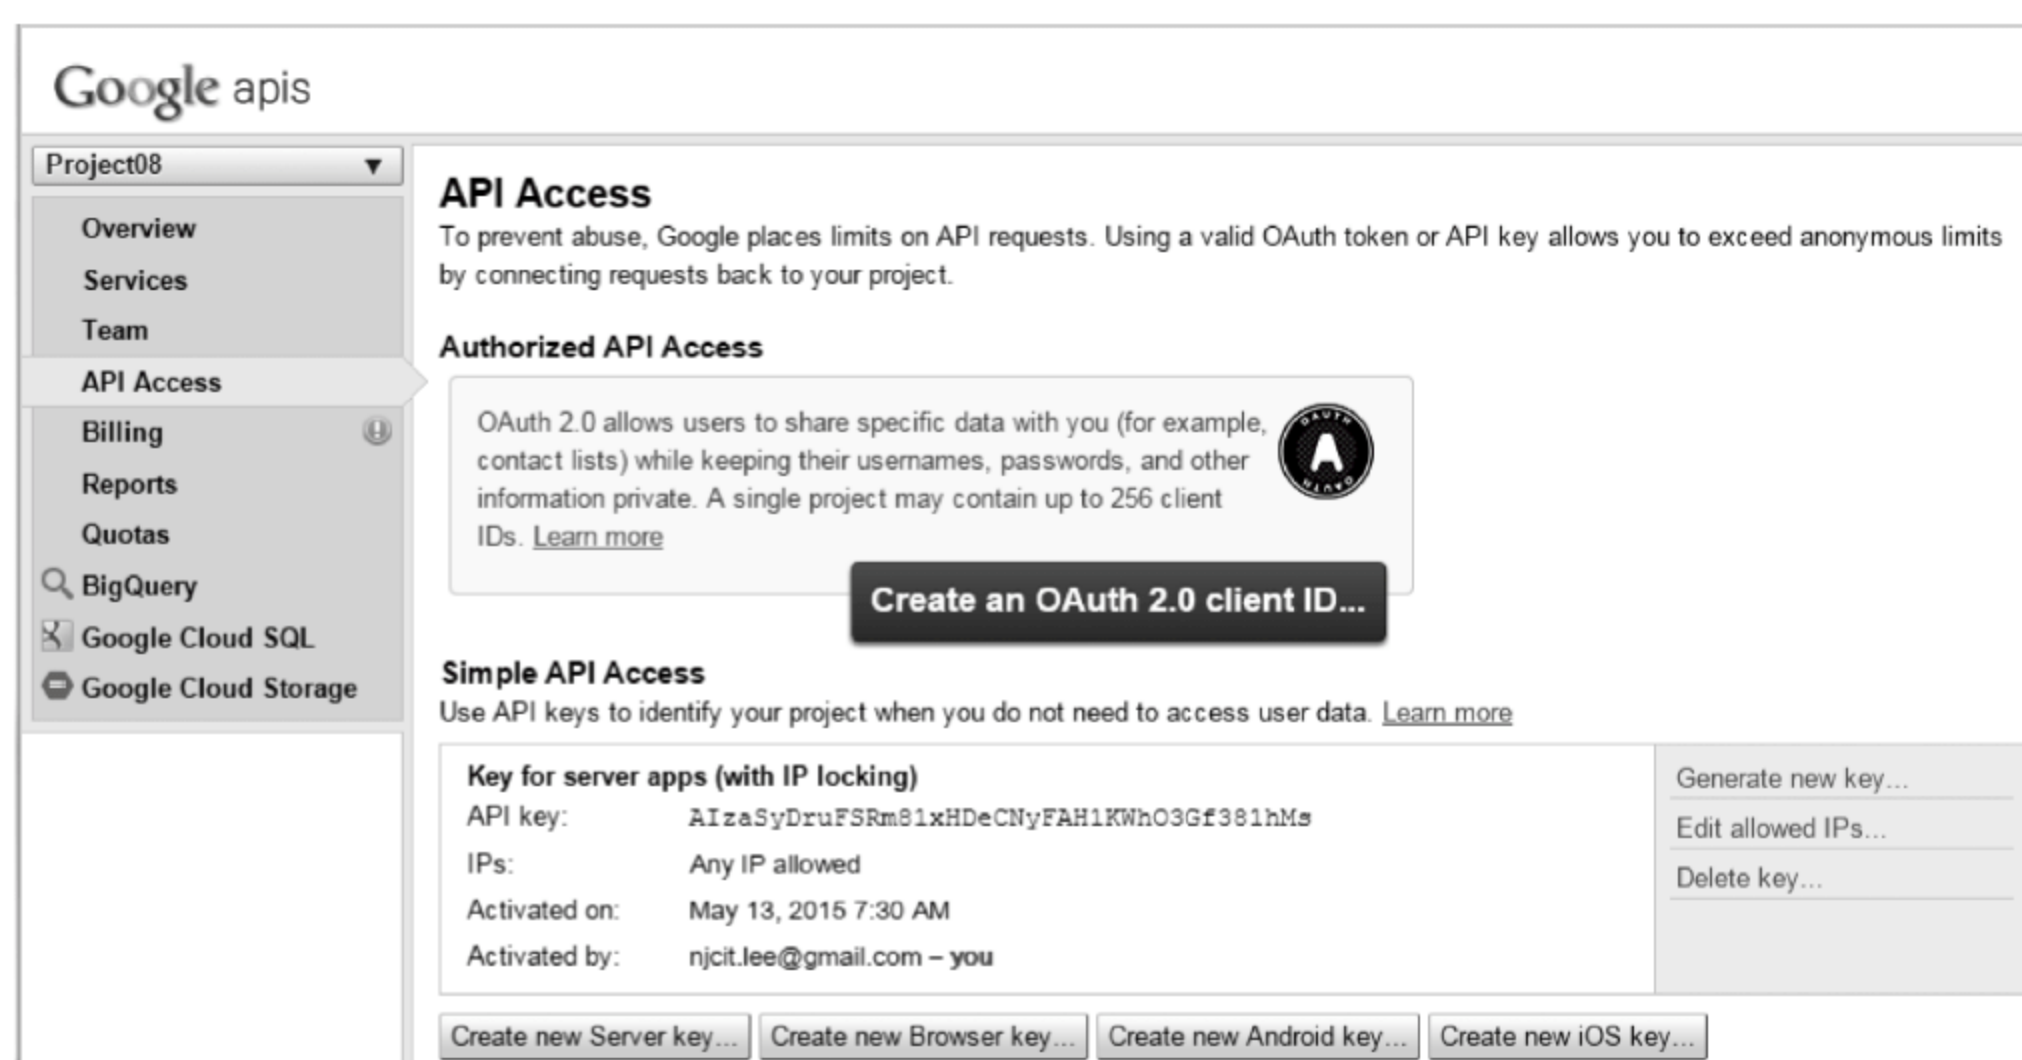 Google apis
Project08
Overview
Services
Team
API Access
Billing
Reports
Quotas
BigQuery
Google Cloud SQL
Google Cloud Storage
API Access
To prevent abuse, Google places limits on API requests. Using a valid OAuth token or API key allows you to exceed anonymous limits
by connecting requests back to your project.
Authorized API Access
OAuth 2.0 allows users to share specific data with you (for example,
contact lists) while keeping their usernames, passwords, and other
information private. A single project may contain up to 256 client
IDs. Learn more
OAUTH
A
OAUTH
Create an OAuth 2.0 client ID...
Simple API Access
Use API keys to identify your project when you do not need to access user data. Learn more
Key for server apps (with IP locking)
API key: AIzaSyDruFSRm81xHDeCNyFAH1KWhO3Gf381hMs
IPs: Any IP allowed
Activated on: May 13, 2015 7:30 AM
Activated by: njcit.lee@gmail.com – you
Generate new key...
Edit allowed IPs...
Delete key...
Create new Server key... Create new Browser key... Create new Android key... Create new iOS key...